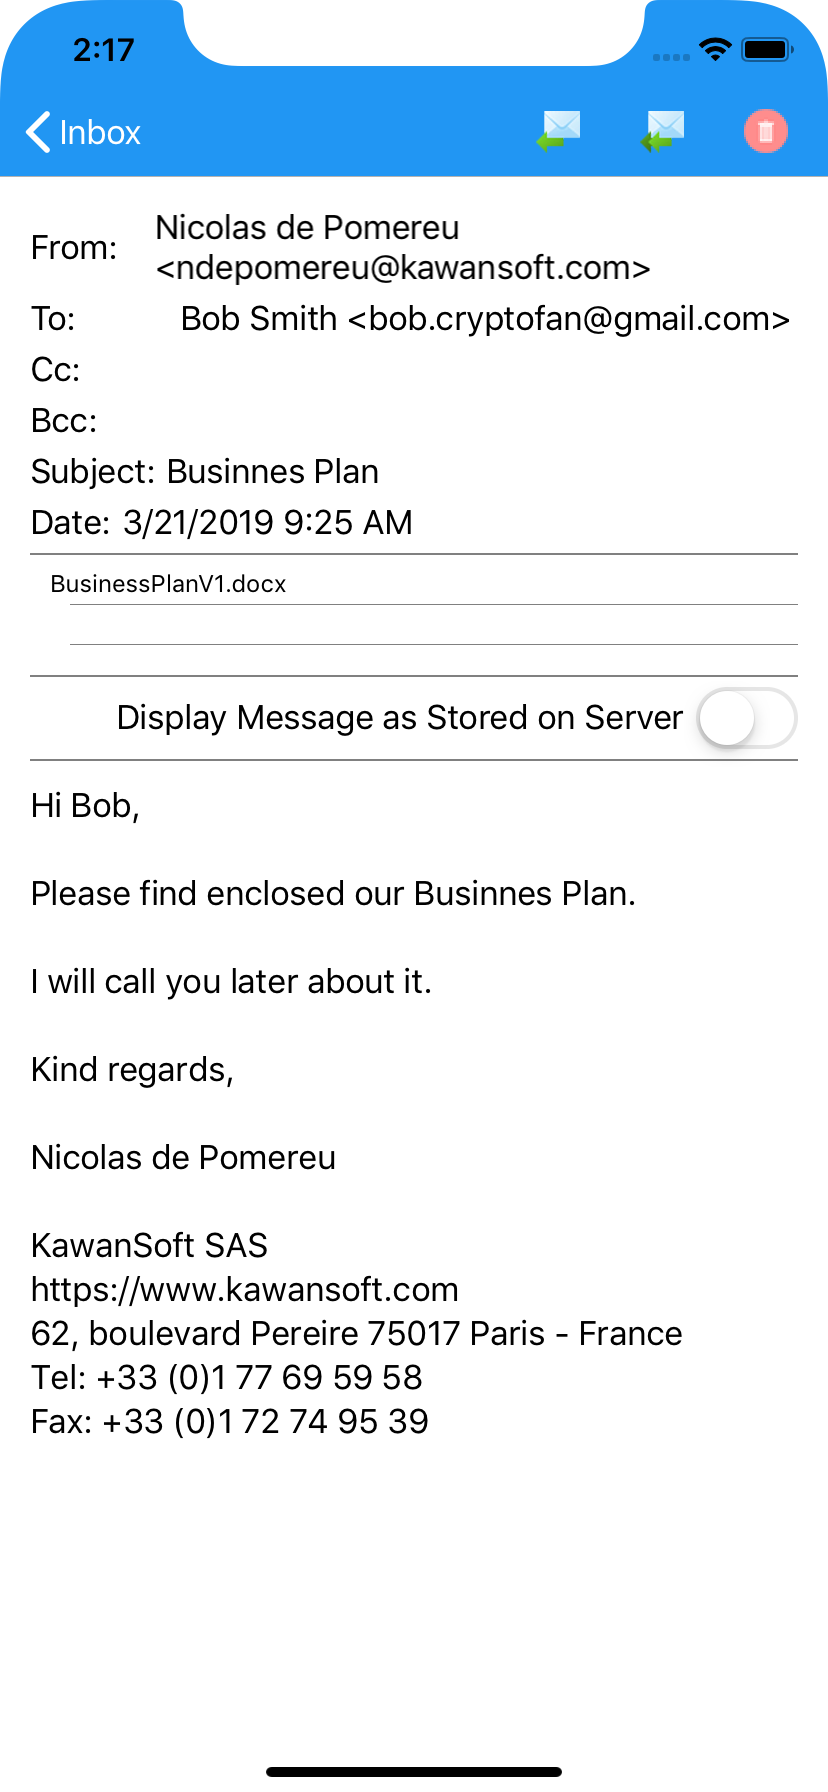 2:17
Inbox
From: Nicolas de Pomereu
<ndepomereu@kawansoft.com>
To: Bob Smith <bob.cryptofan@gmail.com>
Cc:
Bcc:
Subject: Businnes Plan
Date: 3/21/2019 9:25 AM
BusinessPlanV1.docx
Display Message as Stored on Server
Hi Bob,
Please find enclosed our Businnes Plan.
I will call you later about it.
Kind regards,
Nicolas de Pomereu
KawanSoft SAS
https://www.kawansoft.com
62, boulevard Pereire 75017 Paris - France
Tel: +33 (0)1 77 69 59 58
Fax: +33 (0)1 72 74 95 39